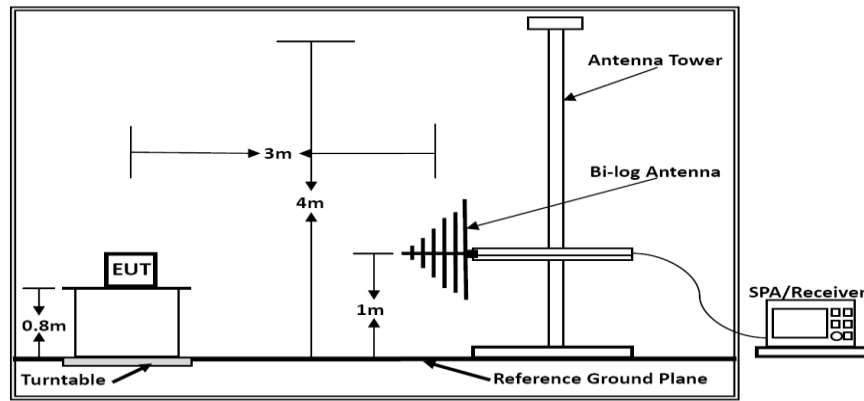 Antenna Tower
3m
Bi-log Antenna
4m
EUT
SPA/Receiver
0.8m
1m
Turntable
Reference Ground Plane